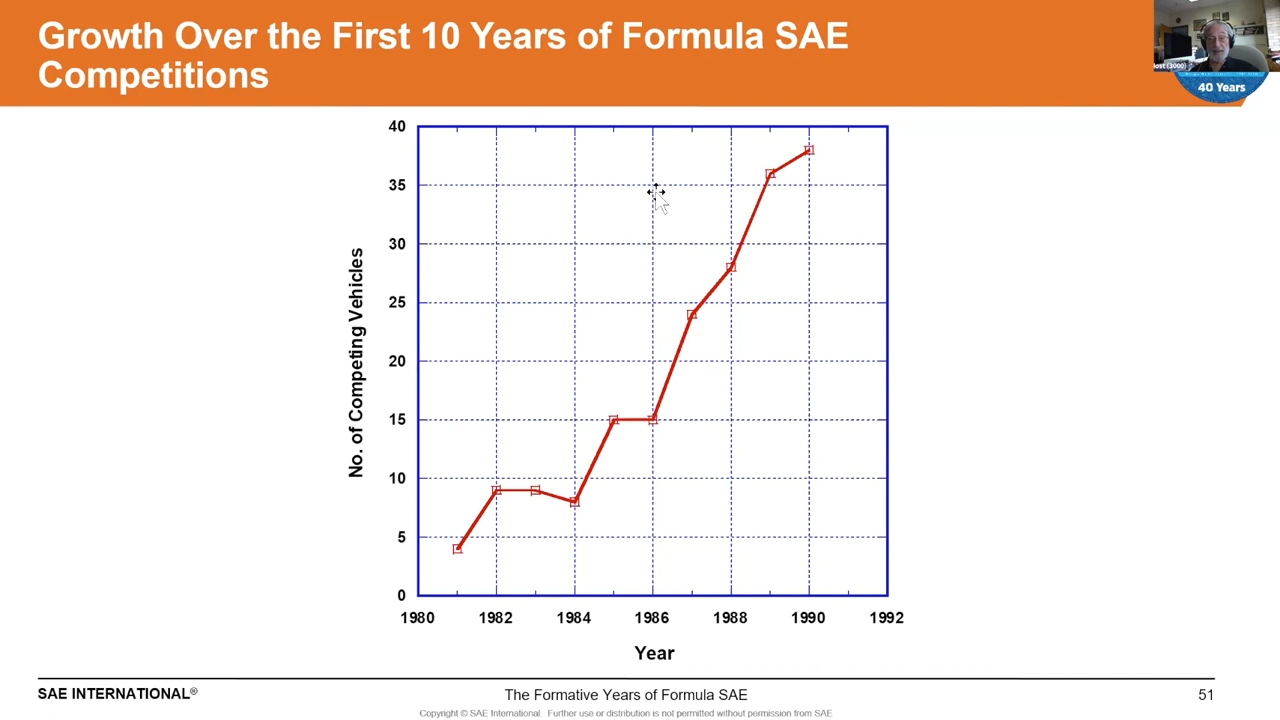 Growth Over the First 10 Years of Formula SAE
Competitions
(3000)
40 Years
40
35
30
25
20
15
10
5
0
No. of Competing Vehicles
1980 1982 1984 1986 1988 1990 1992
Year
SAE INTERNATIONAL® The Formative Years of Formula SAE 51
Copyright © SAE International. Further use or distribution is not permitted without permission from SAE